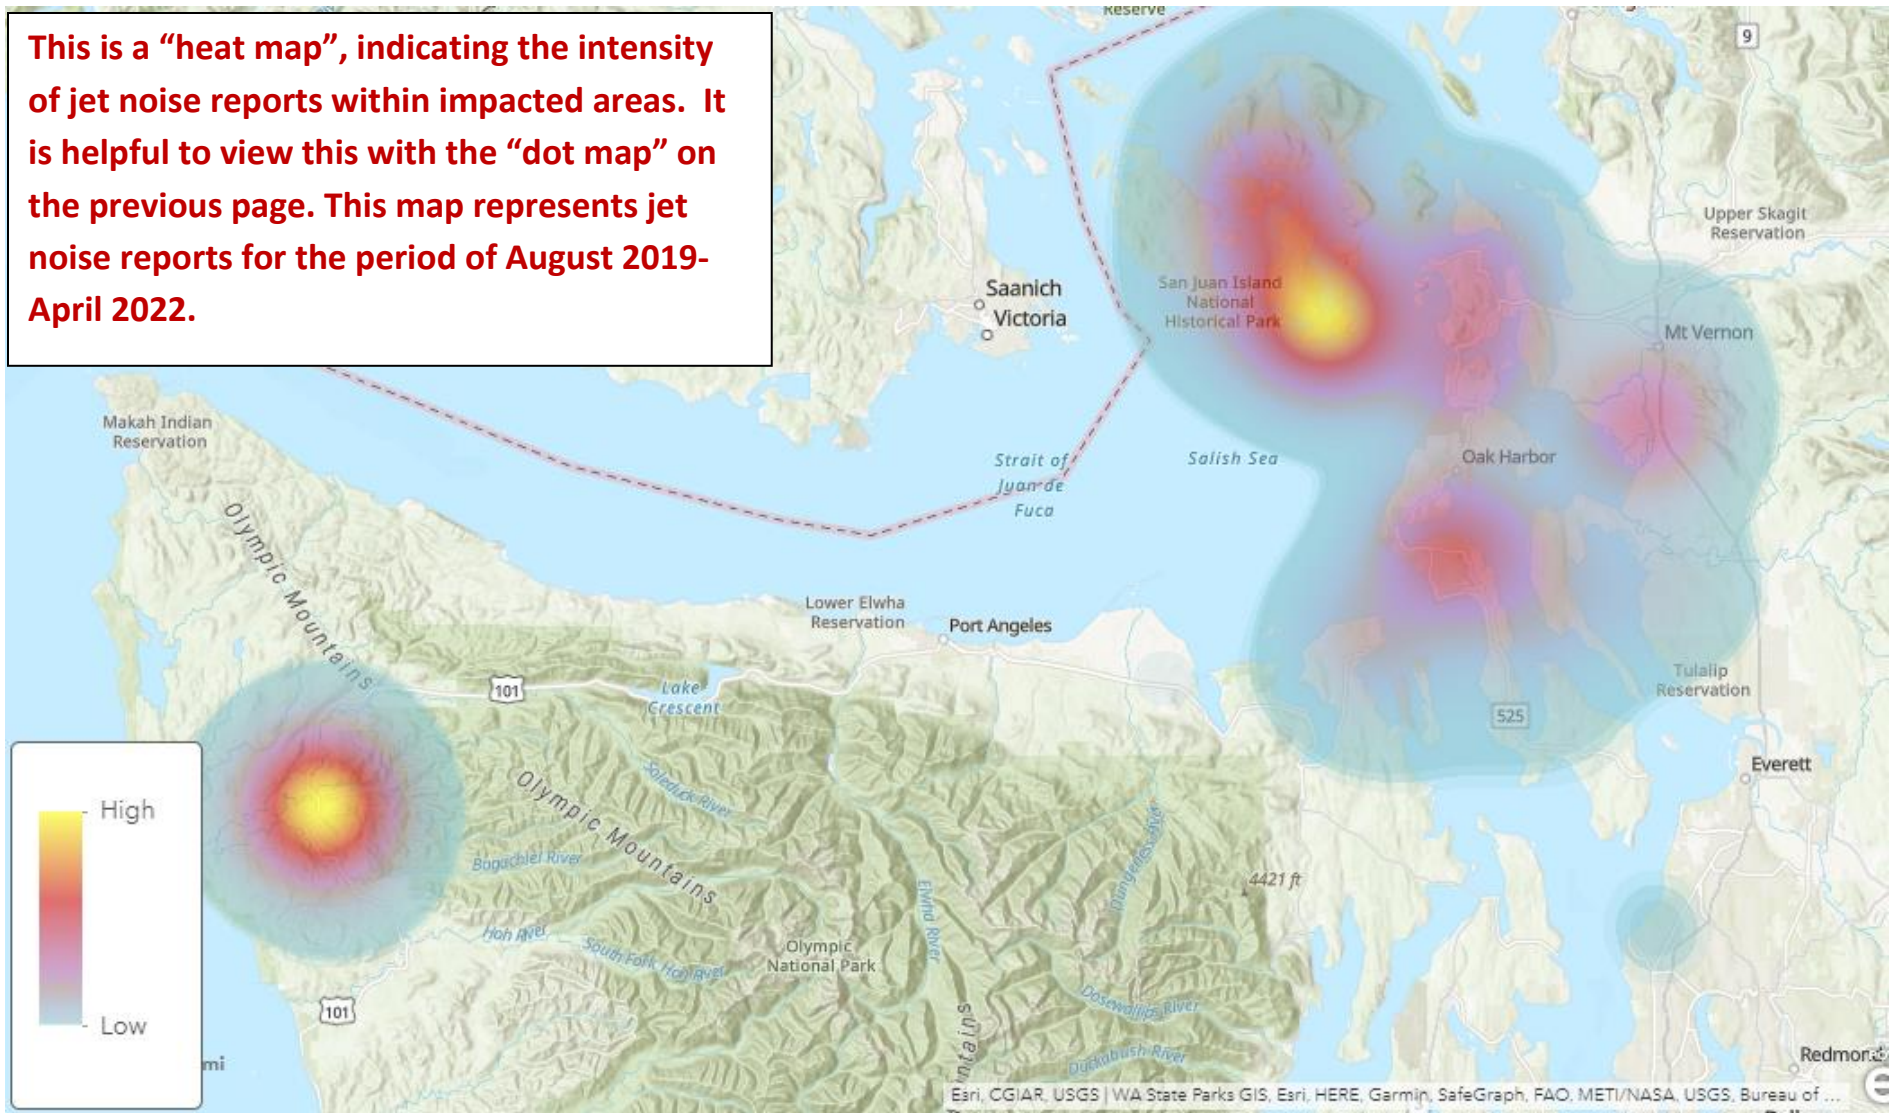 This is a “heat map”, indicating the intensity
of jet noise reports within impacted areas.  It
is helpful to view this with the “dot map” on
the previous page. This map represents jet
noise reports for the period of August 2019-
April 2022.
Reserve
9
Upper Skagit
Reservation
Saanich
Victoria
San Juan Island
National
Historical Park
Mt Vernon
Makah Indian
Reservation
Strait of
Juan de
Fuca
Salish Sea
Oak Harbor
Olympic Mountains
Lower Elwha
Reservation
Port Angeles
101
Lake
Crescent
Tulalip
Reservation
525
Everett
High
Low
mi
Soleduck River
Olympic Mountains
Bogachiel River
Hoh River
South Fork Hoh River
Elwha River
Dungeness River
4421 ft
Olympic
National Park
Dosewallips River
Duckabush River
101
Redmond
Esri, CGIAR, USGS | WA State Parks GIS, Esri, HERE, Garmin, SafeGraph, FAO, METI/NASA, USGS, Bureau of ...